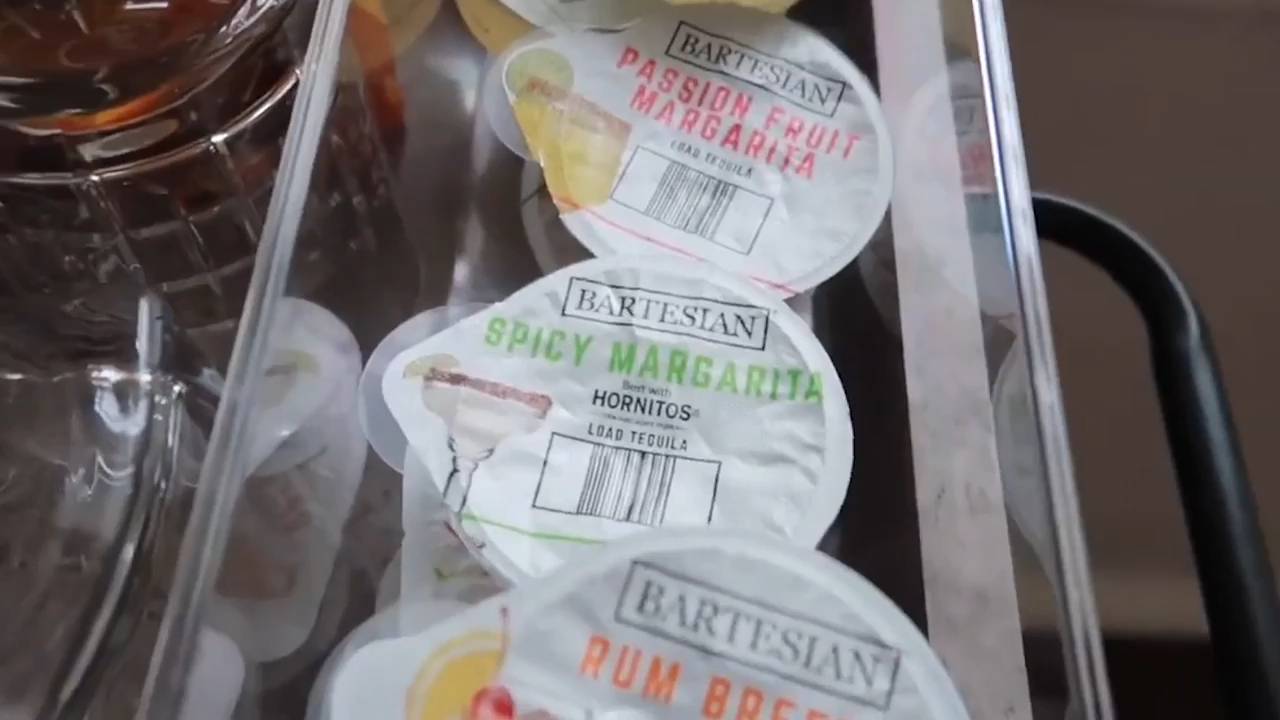 BARTESIAN
PASSION FRUIT
MARGARITA
LOAD TEQUILA
BARTESIAN
SPICY MARGARITA
Best with
HORNITOS®
LOAD TEQUILA
BARTESIAN
RUM